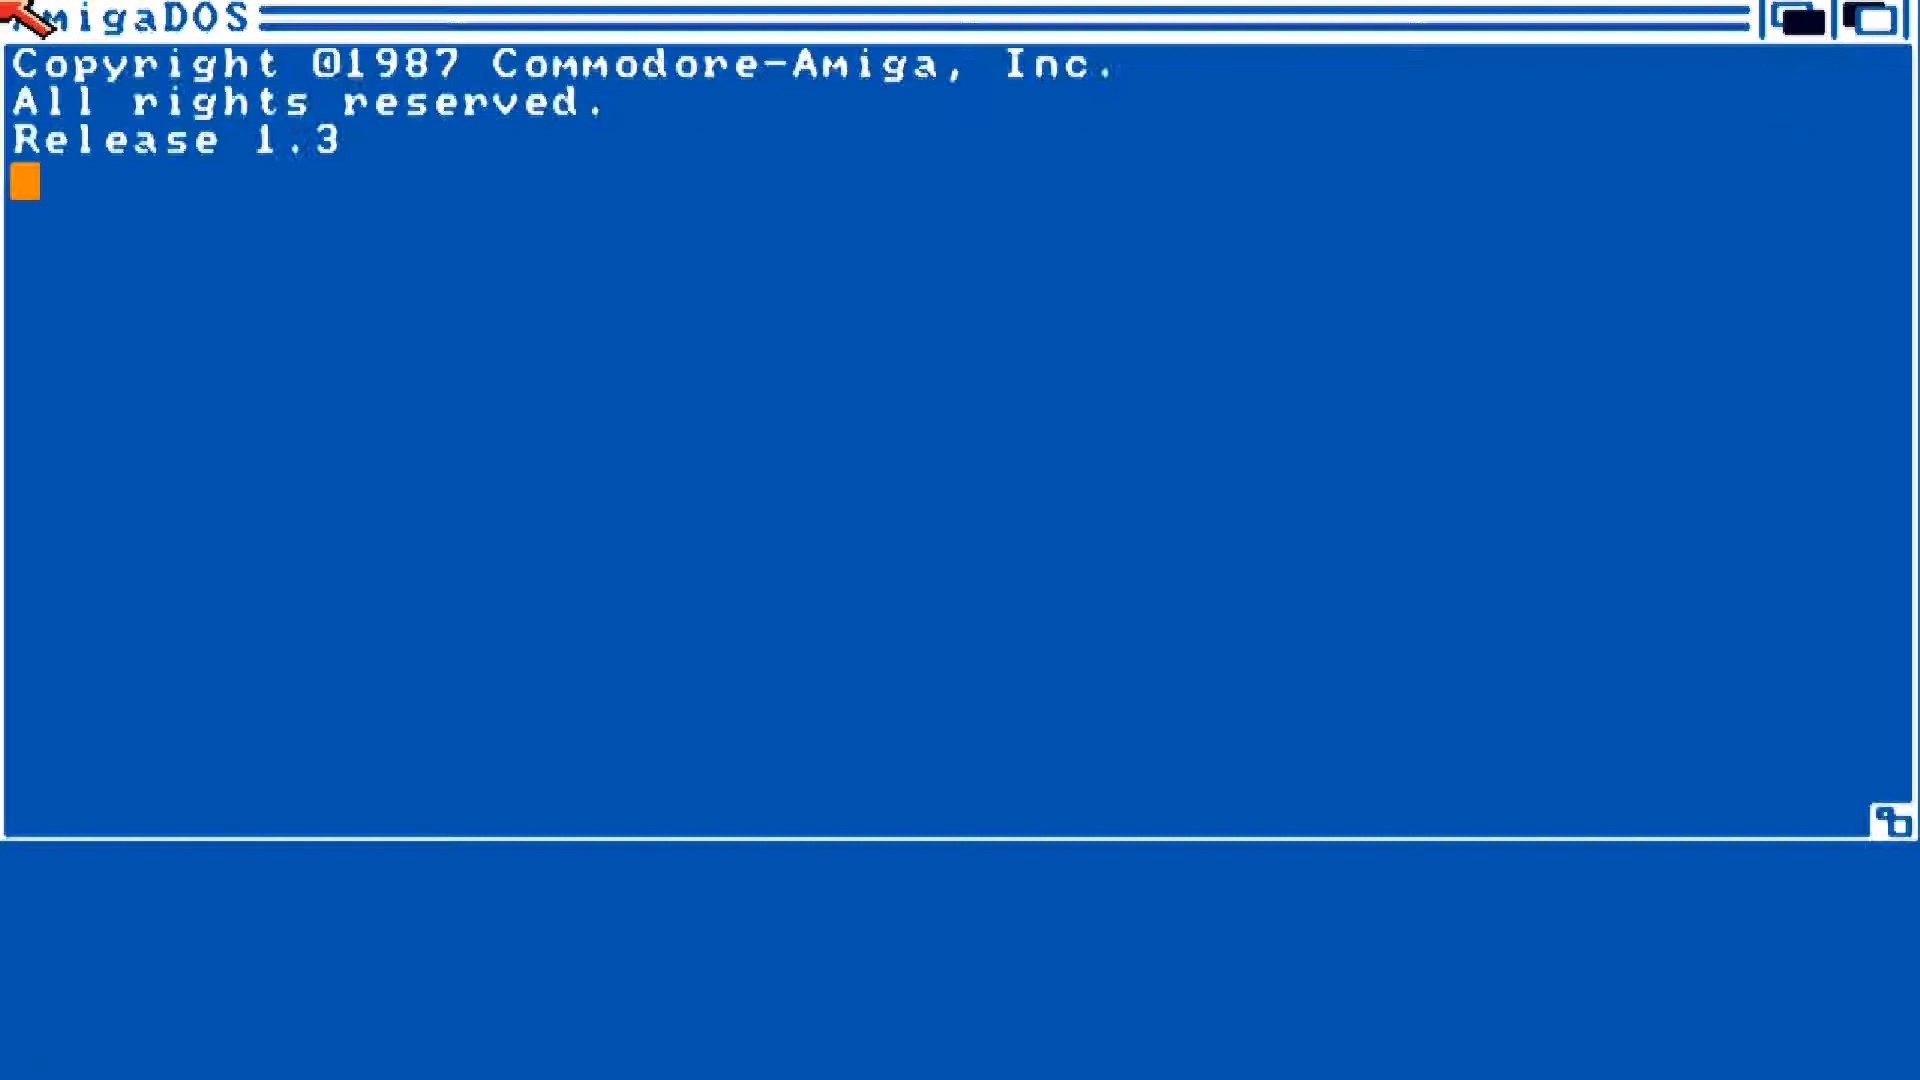 AmigaDOS
Copyright ©1987 Commodore-Amiga, Inc.
All rights reserved.
Release 1.3